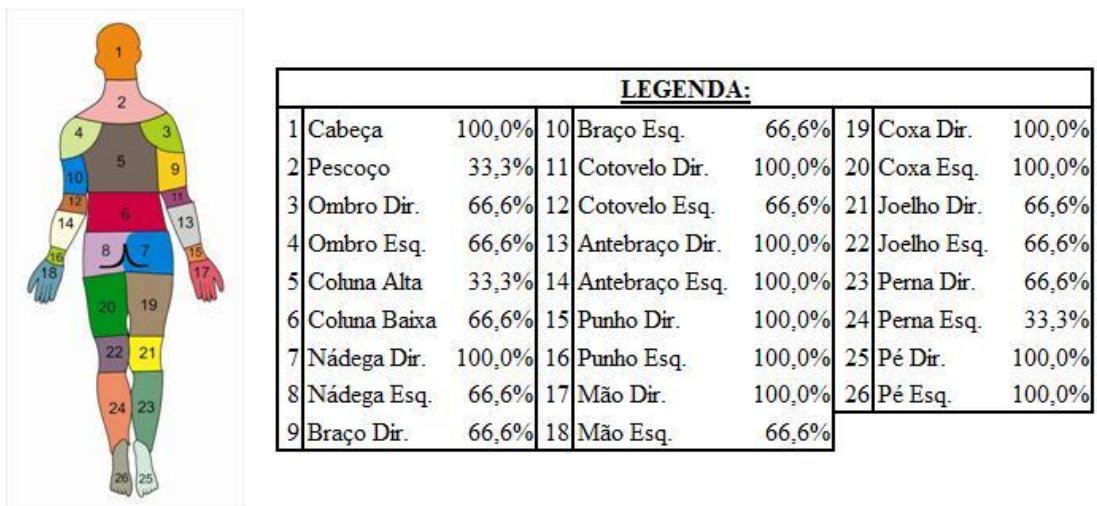 1
2
4 3
5
10 9
12 11
14 6 13
8 7 15
16
18 17
20 19
22 21
24 23
26 25
LEGENDA:
1 Cabeça 100,0% 10 Braço Esq. 66,6% 19 Coxa Dir. 100,0%
2 Pescoço 33,3% 11 Cotovelo Dir. 100,0% 20 Coxa Esq. 100,0%
3 Ombro Dir. 66,6% 12 Cotovelo Esq. 66,6% 21 Joelho Dir. 66,6%
4 Ombro Esq. 66,6% 13 Antebraço Dir. 100,0% 22 Joelho Esq. 66,6%
5 Coluna Alta 33,3% 14 Antebraço Esq. 100,0% 23 Perna Dir. 66,6%
6 Coluna Baixa 66,6% 15 Punho Dir. 100,0% 24 Perna Esq. 33,3%
7 Nádega Dir. 100,0% 16 Punho Esq. 100,0% 25 Pé Dir. 100,0%
8 Nádega Esq. 66,6% 17 Mão Dir. 100,0% 26 Pé Esq. 100,0%
9 Braço Dir. 66,6% 18 Mão Esq. 66,6%